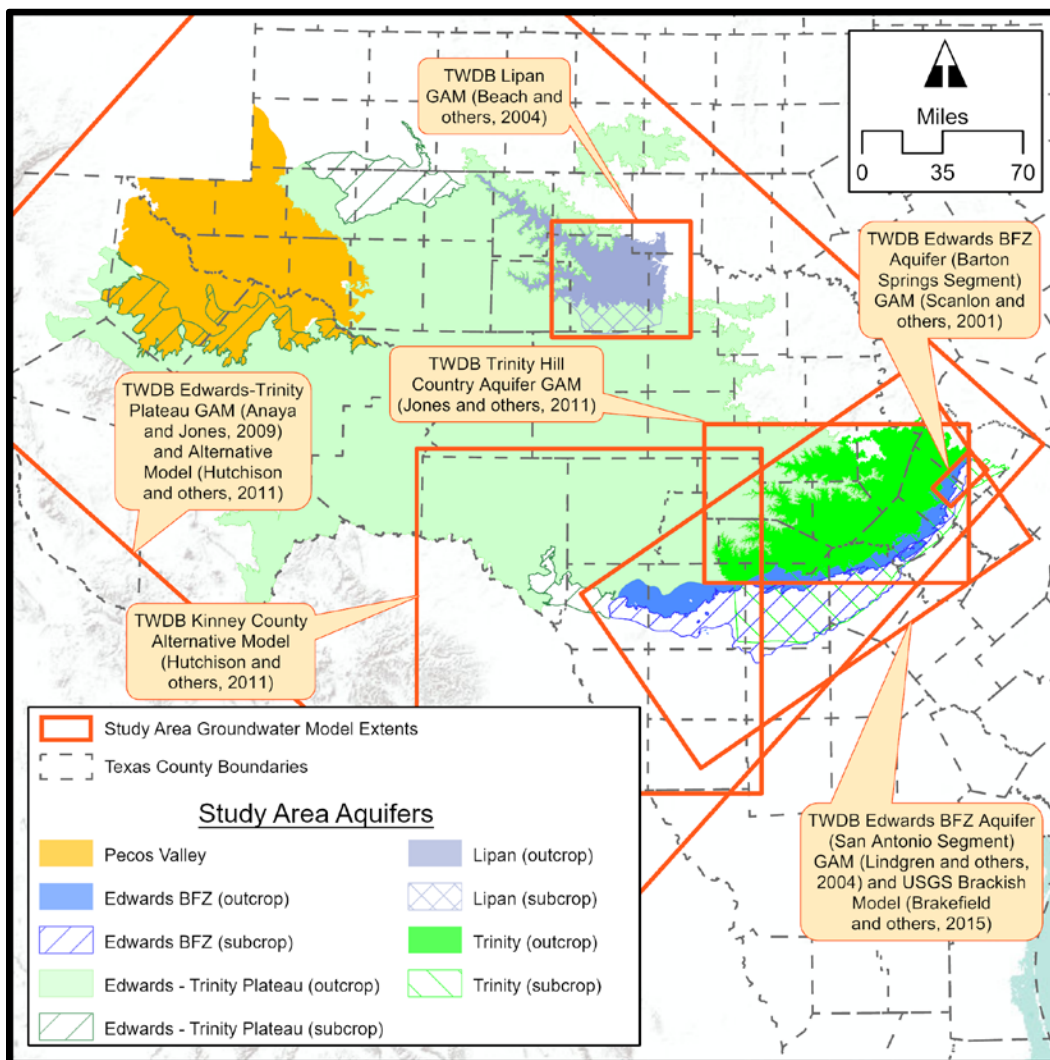 TWDB Lipan
GAM (Beach and
others, 2004)
Miles
0 35 70
TWDB Edwards BFZ
Aquifer (Barton
Springs Segment)
GAM (Scanlon and
others, 2001)
TWDB Trinity Hill
Country Aquifer GAM
(Jones and others, 2011)
TWDB Edwards-Trinity
Plateau GAM (Anaya
and Jones, 2009)
and Alternative
Model (Hutchison
and others, 2011)
TWDB Kinney County
Alternative Model
(Hutchison and
others, 2011)
TWDB Edwards BFZ Aquifer
(San Antonio Segment)
GAM (Lindgren and others,
2004) and USGS Brackish
Model (Brakefield
and others, 2015)
Study Area Groundwater Model Extents
Texas County Boundaries
Study Area Aquifers
Pecos Valley
Edwards BFZ (outcrop)
Edwards BFZ (subcrop)
Edwards - Trinity Plateau (outcrop)
Edwards - Trinity Plateau (subcrop)
Lipan (outcrop)
Lipan (subcrop)
Trinity (outcrop)
Trinity (subcrop)